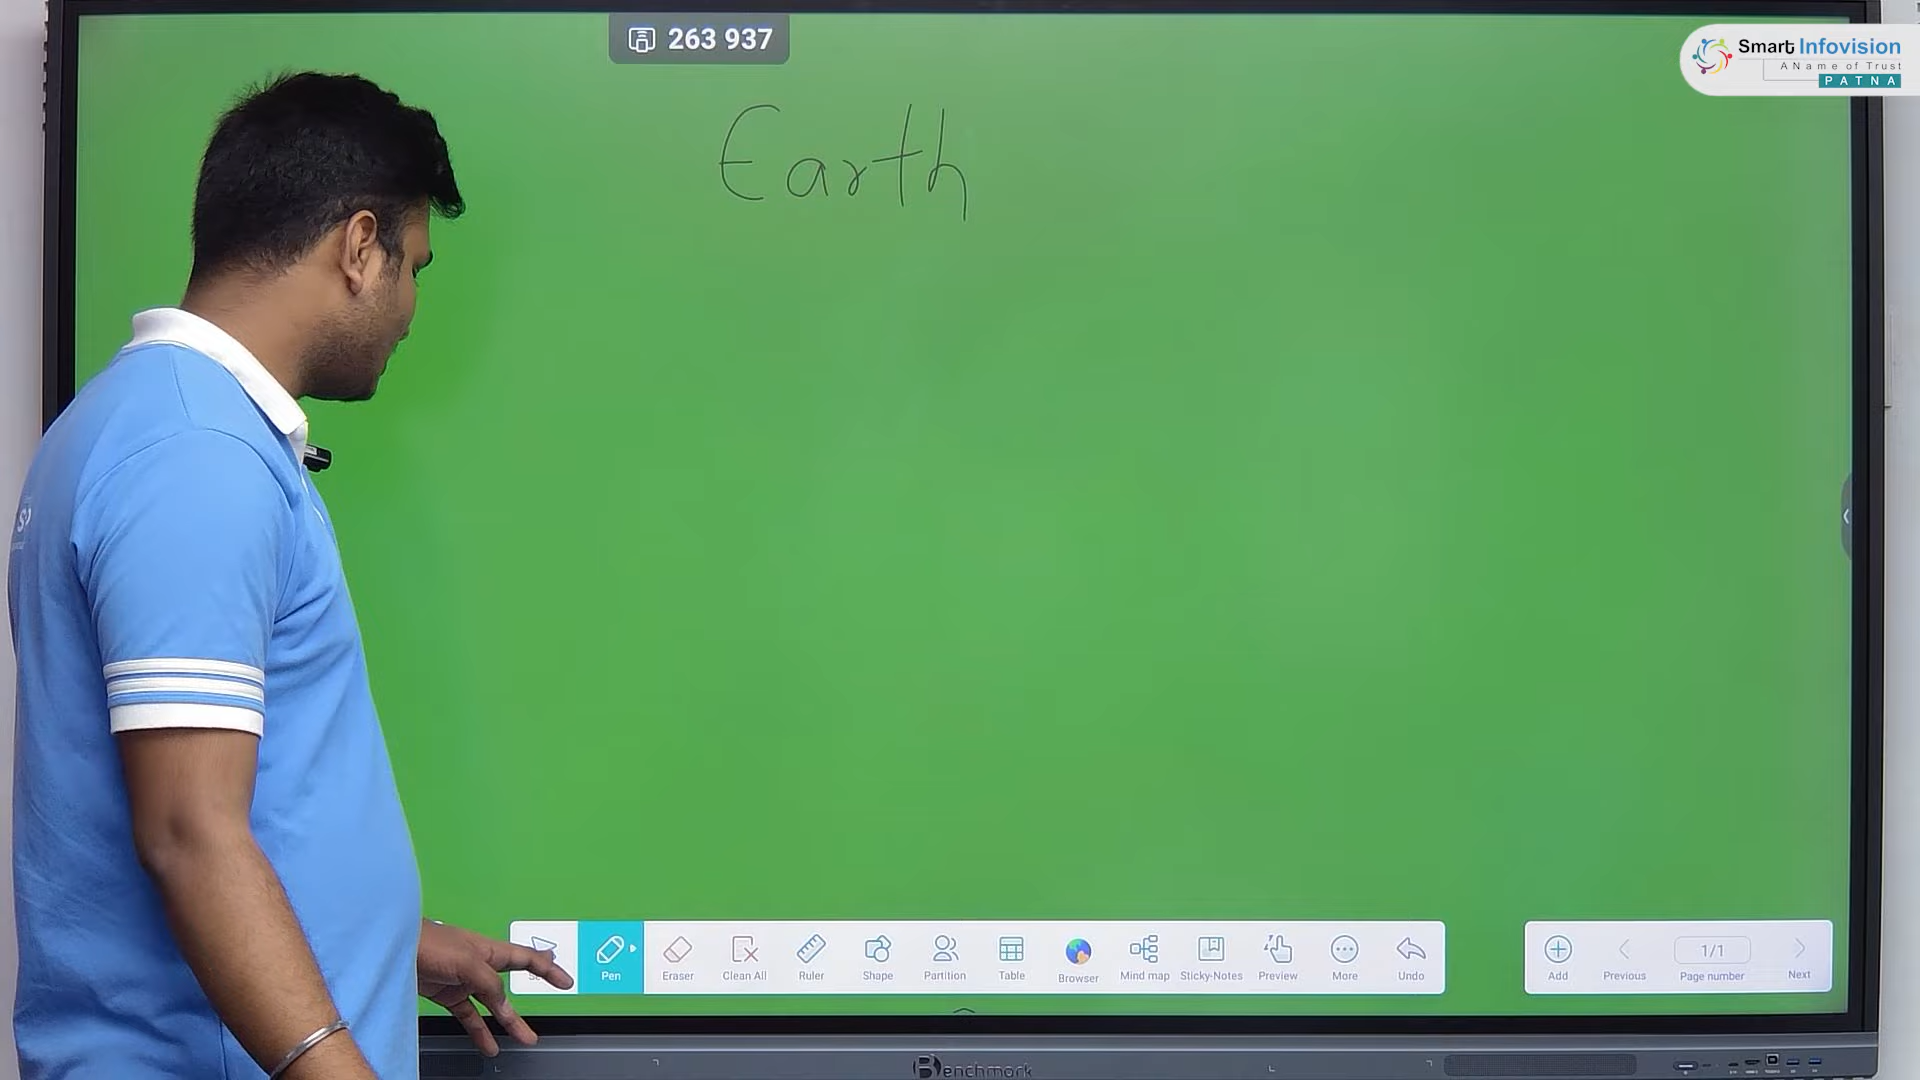 263 937
Smart Infovision
A Name of Trust
PATNA
Earth
Pen
Eraser
Clean All
Ruler
Shape
Partition
Table
Browser
Mind map
Sticky-Notes
Preview
More
Undo
Add
Previous
1/1
Page number
Next
Benchmark